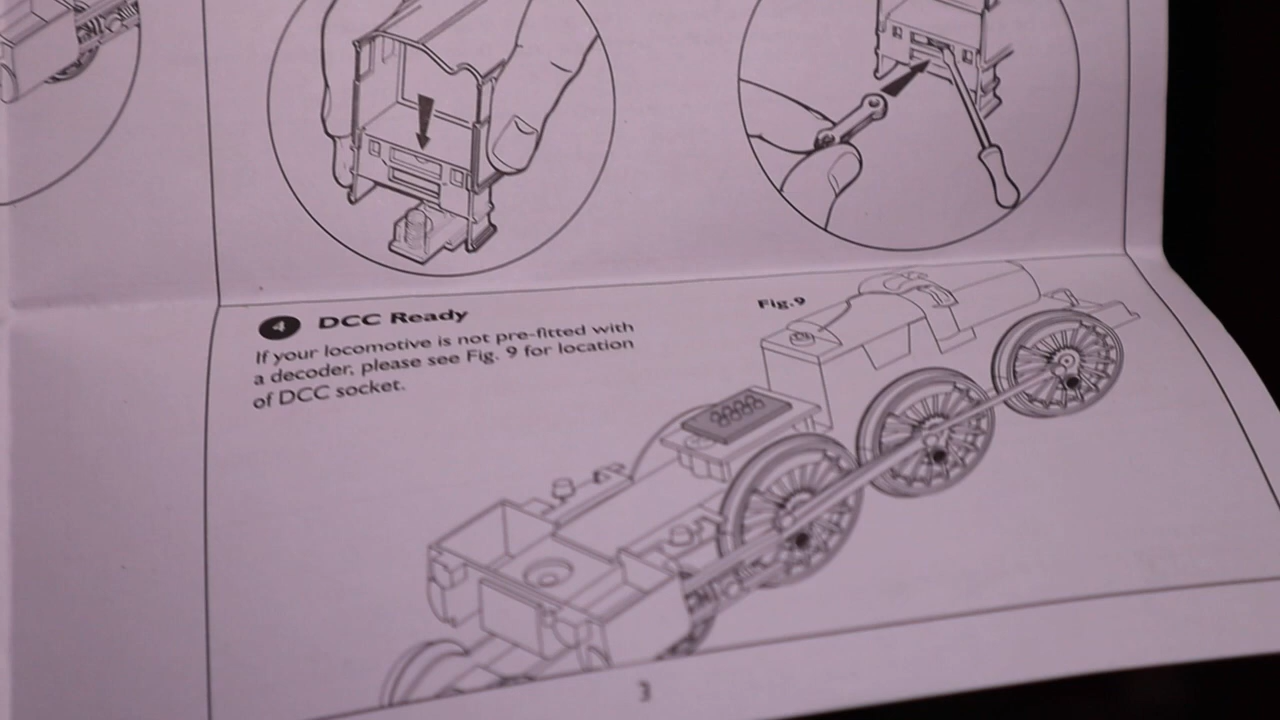 4 DCC Ready
If your locomotive is not pre-fitted with
a decoder, please see Fig. 9 for location
of DCC socket.
Fig.9
3